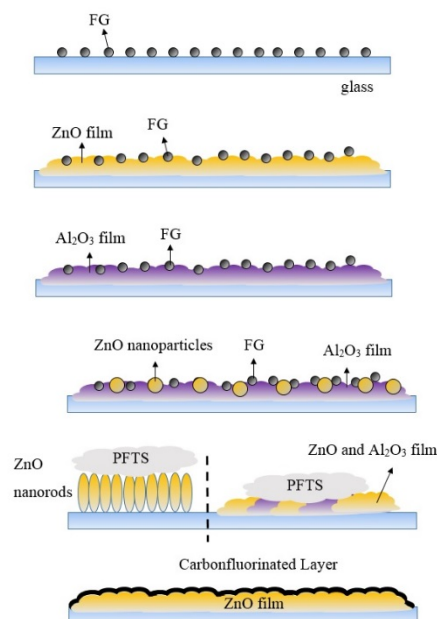 FG
glass
ZnO film
FG
Al₂O₃ film
FG
ZnO nanoparticles
FG
Al₂O₃ film
ZnO
nanorods
PFTS
PFTS
ZnO and Al₂O₃ film
Carbonfluorinated Layer
ZnO film